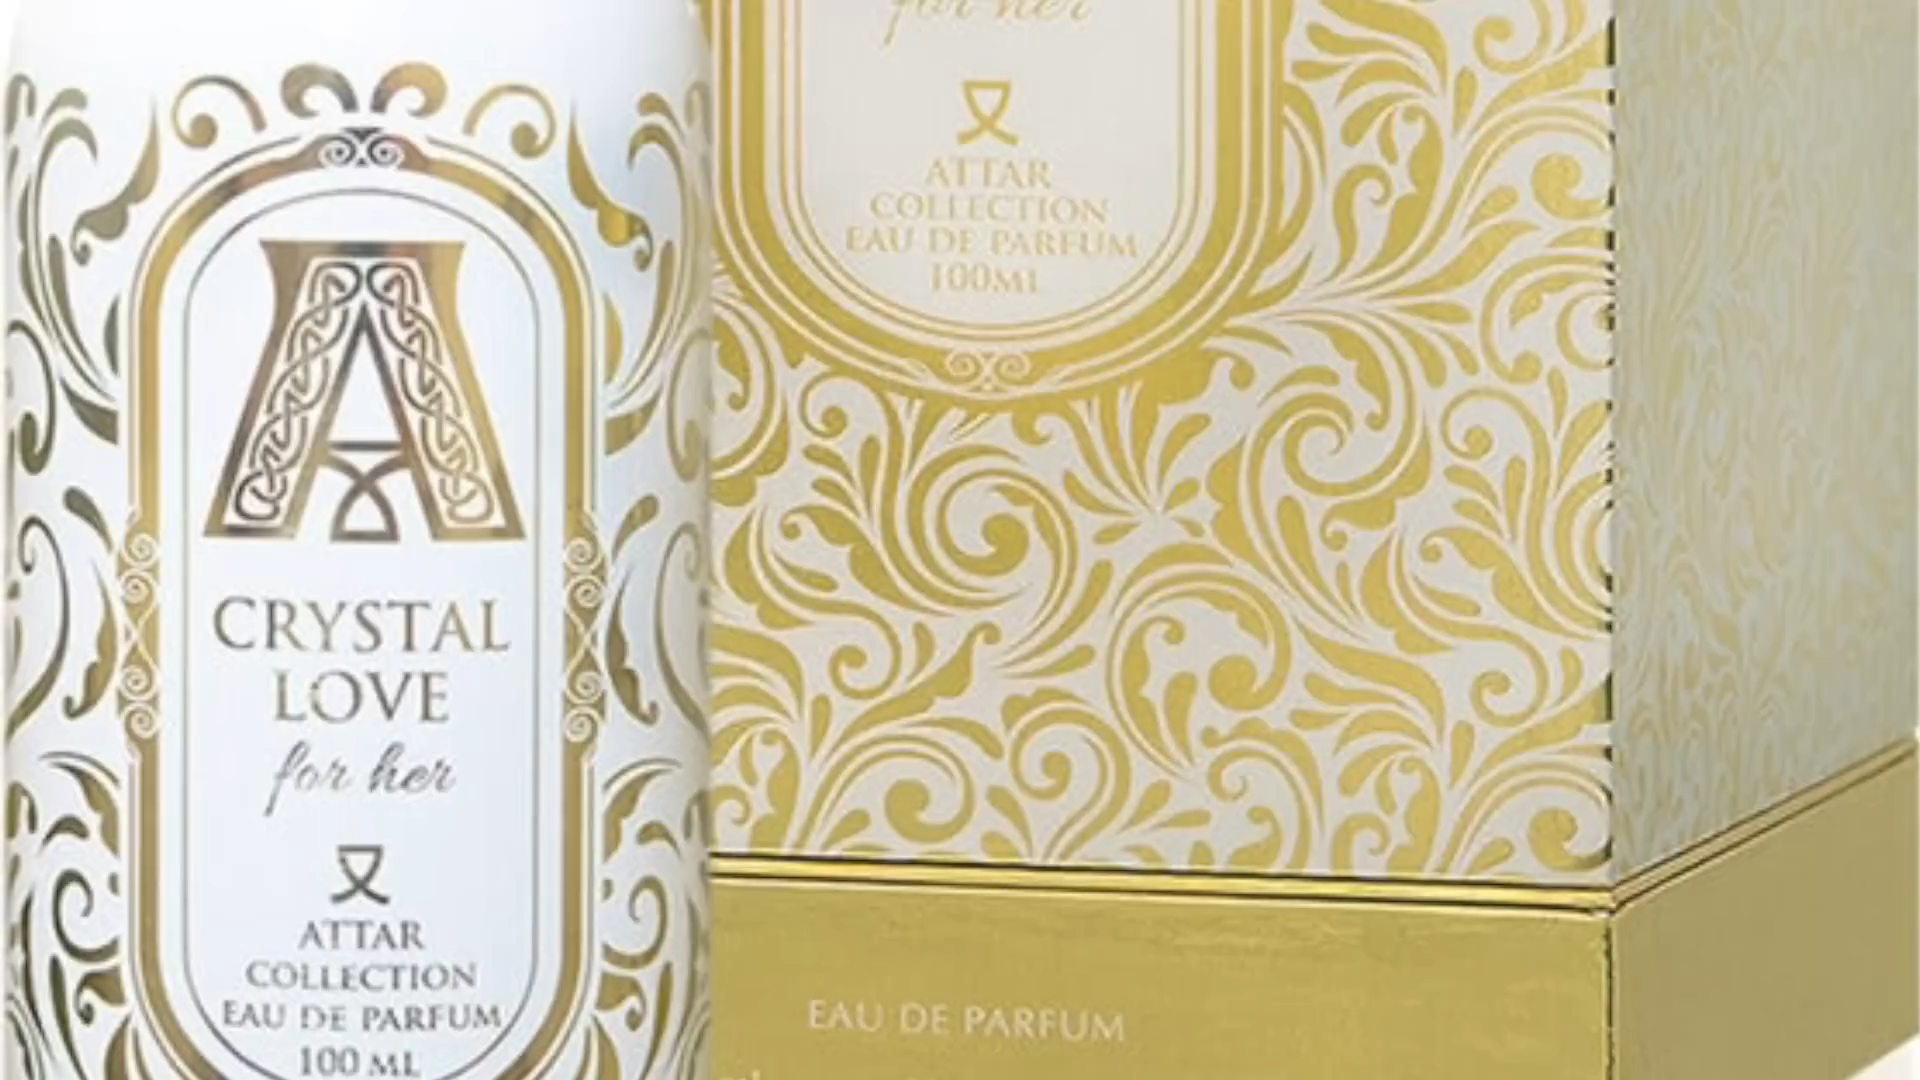 A
CRYSTAL
LOVE
for her
ATTAR
COLLECTION
EAU DE PARFUM
100 ML
for her
ATTAR
COLLECTION
EAU DE PARFUM
100ML
EAU DE PARFUM